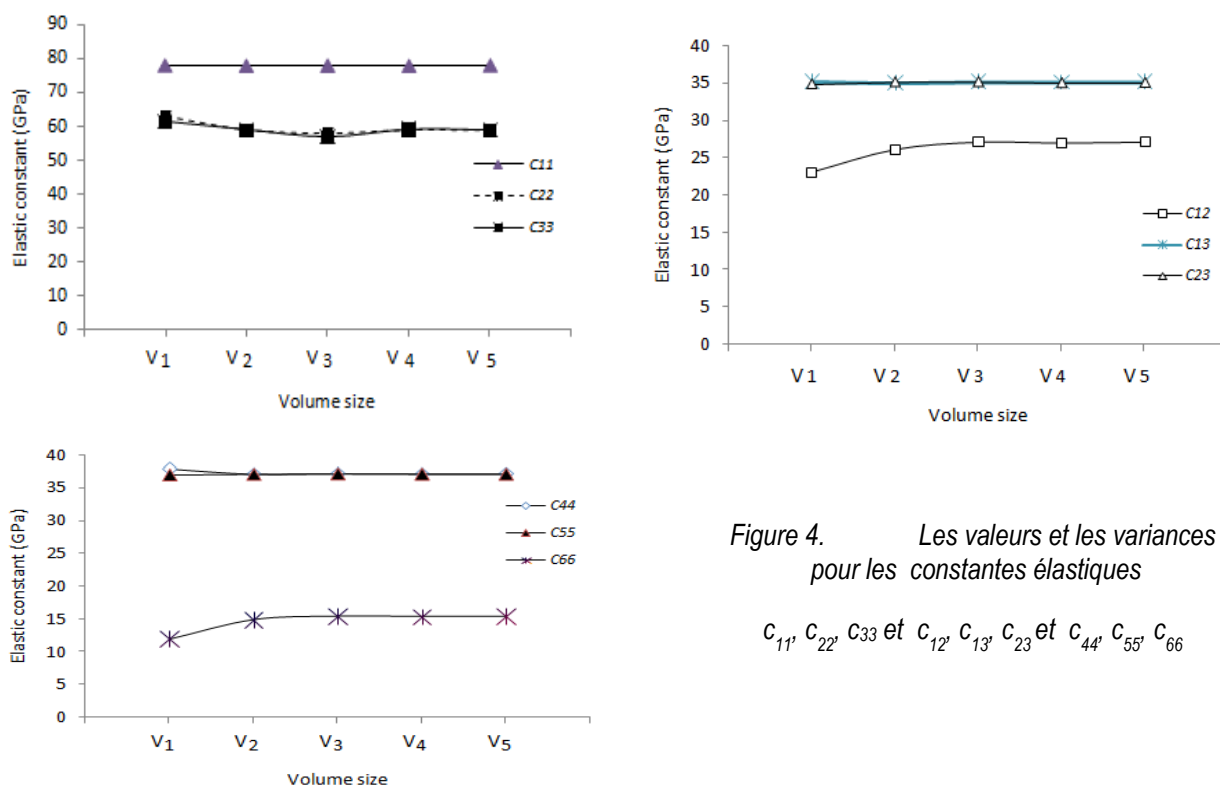 Elastic constant (GPa)
90
80
70
60
50
40
30
20
10
0
C11
C22
C33
V1 V2 V3 V4 V5
Volume size
Elastic constant (GPa)
40
35
30
25
20
15
10
5
0
C12
C13
C23
V1 V2 V3 V4 V5
Volume size
Elastic constant (GPa)
40
35
30
25
20
15
10
5
0
C44
C55
C66
V1 V2 V3 V4 V5
Volume size
Figure 4. Les valeurs et les variances
pour les constantes élastiques
c11, c22, c33 et c12, c13, c23 et c44, c55, c66